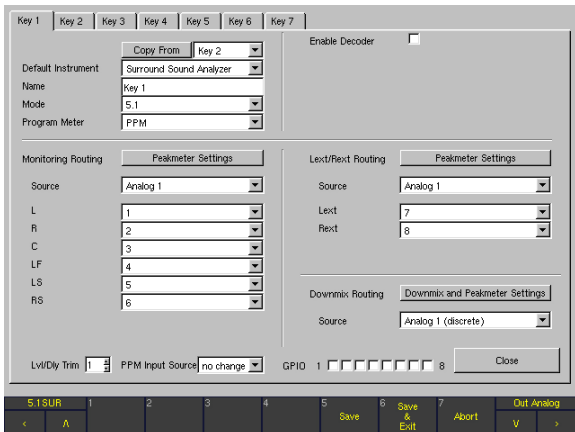 Key 1 Key 2 Key 3 Key 4 Key 5 Key 6 Key 7
Copy From Key 2
Default Instrument Surround Sound Analyzer
Name Key 1
Mode 5.1
Program Meter PPM
Enable Decoder
Monitoring Routing Peakmeter Settings
Source Analog 1
L 1
R 2
C 3
LF 4
LS 5
RS 6
Lext/Rext Routing Peakmeter Settings
Source Analog 1
Lext 7
Rext 8
Downmix Routing Downmix and Peakmeter Settings
Source Analog 1 (discrete)
Lvl/Dly Trim 1 PPM Input Source no change GPIO 1 8 Close
5.1SUR 1 2 3 4 5 Save 6 Save & Exit 7 Abort Out Analog
< Λ V >